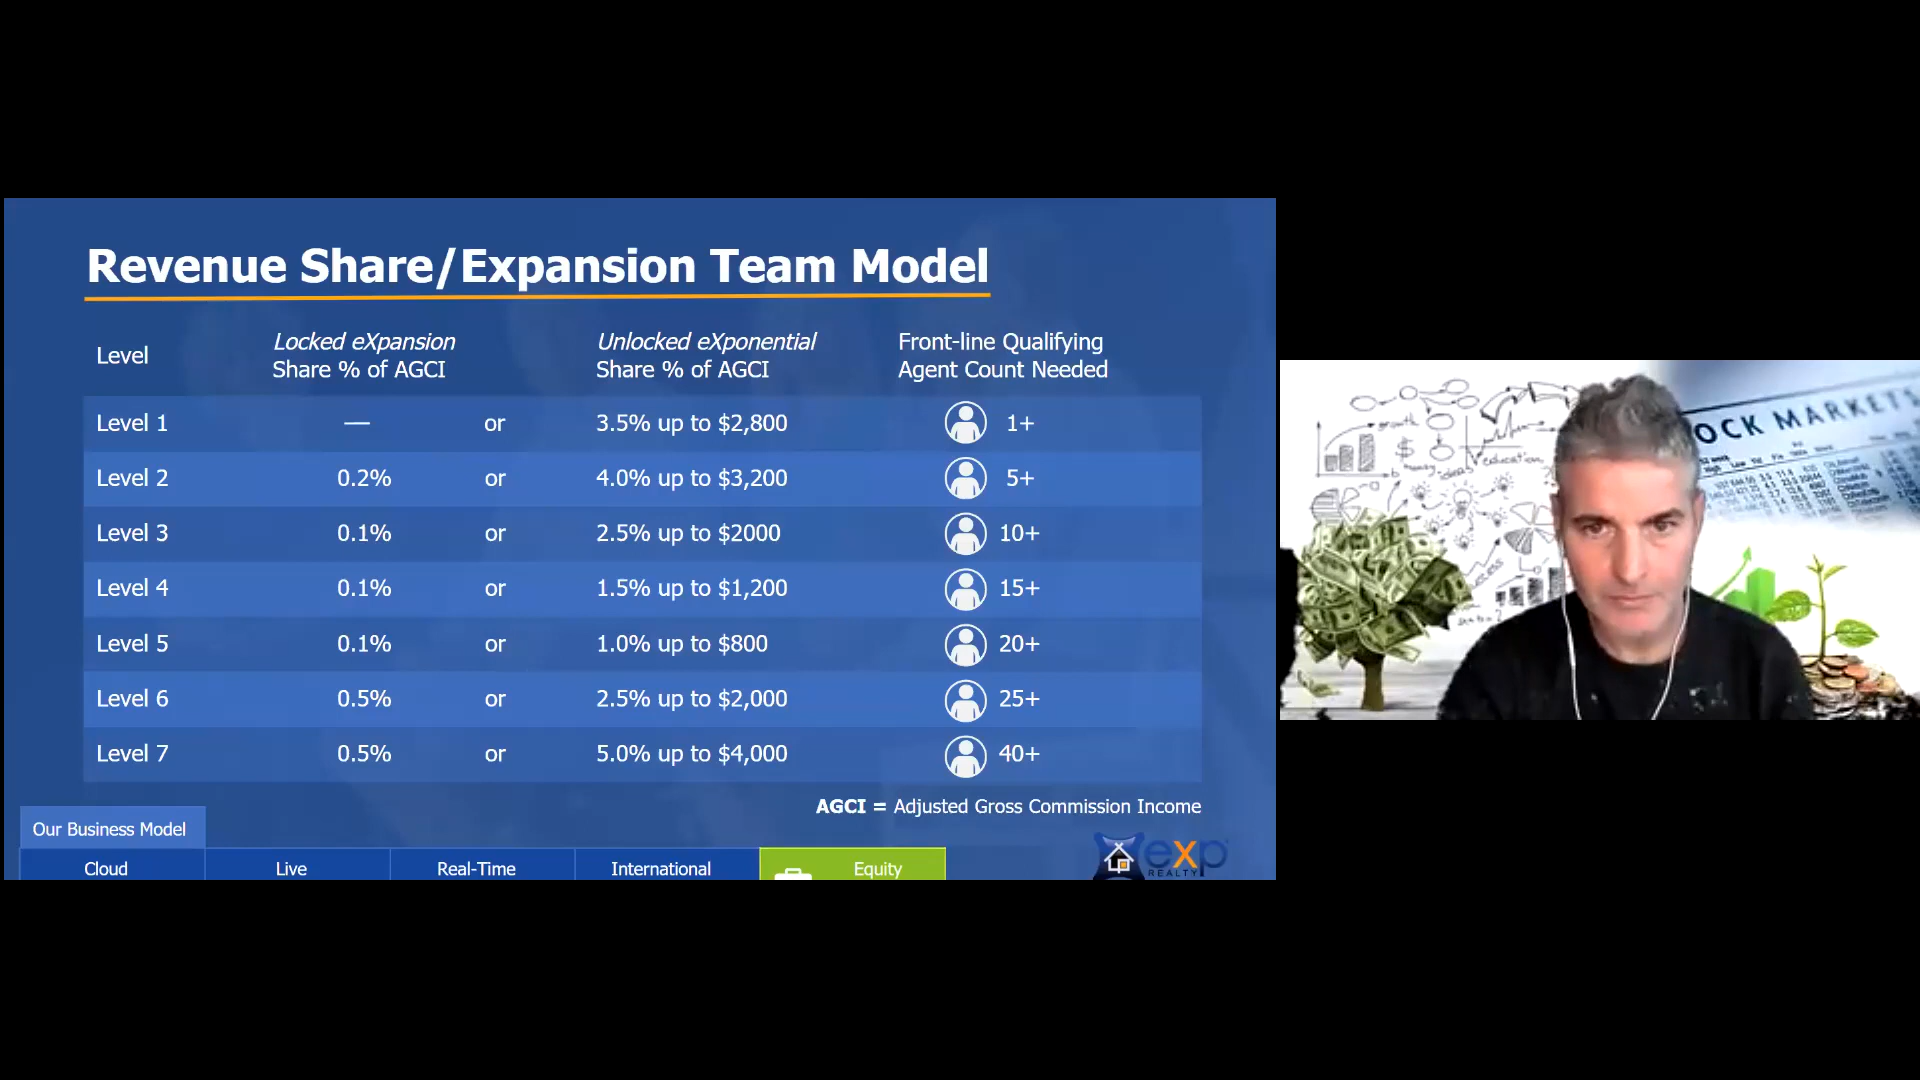 Revenue Share/Expansion Team Model
Level
Locked eXpansion
Share % of AGCI
Unlocked eXponential
Share % of AGCI
Front-line Qualifying
Agent Count Needed
Level 1 — or 3.5% up to $2,800 1+
Level 2 0.2% or 4.0% up to $3,200 5+
Level 3 0.1% or 2.5% up to $2000 10+
Level 4 0.1% or 1.5% up to $1,200 15+
Level 5 0.1% or 1.0% up to $800 20+
Level 6 0.5% or 2.5% up to $2,000 25+
Level 7 0.5% or 5.0% up to $4,000 40+
AGCI = Adjusted Gross Commission Income
Our Business Model
Cloud Live Real-Time International Equity
eXp
REALTY
OCK MARKETS
growth
education